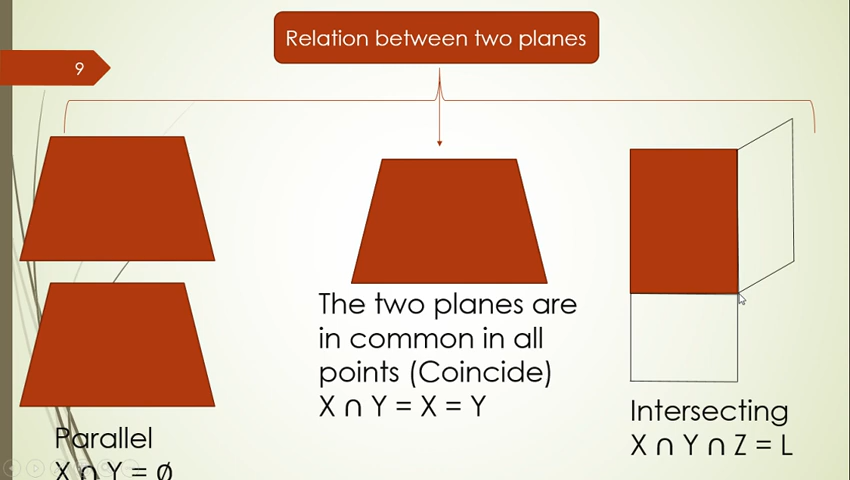 Relation between two planes
9
Parallel
X ∩ Y = ∅
The two planes are
in common in all
points (Coincide)
X ∩ Y = X = Y
Intersecting
X ∩ Y ∩ Z = L